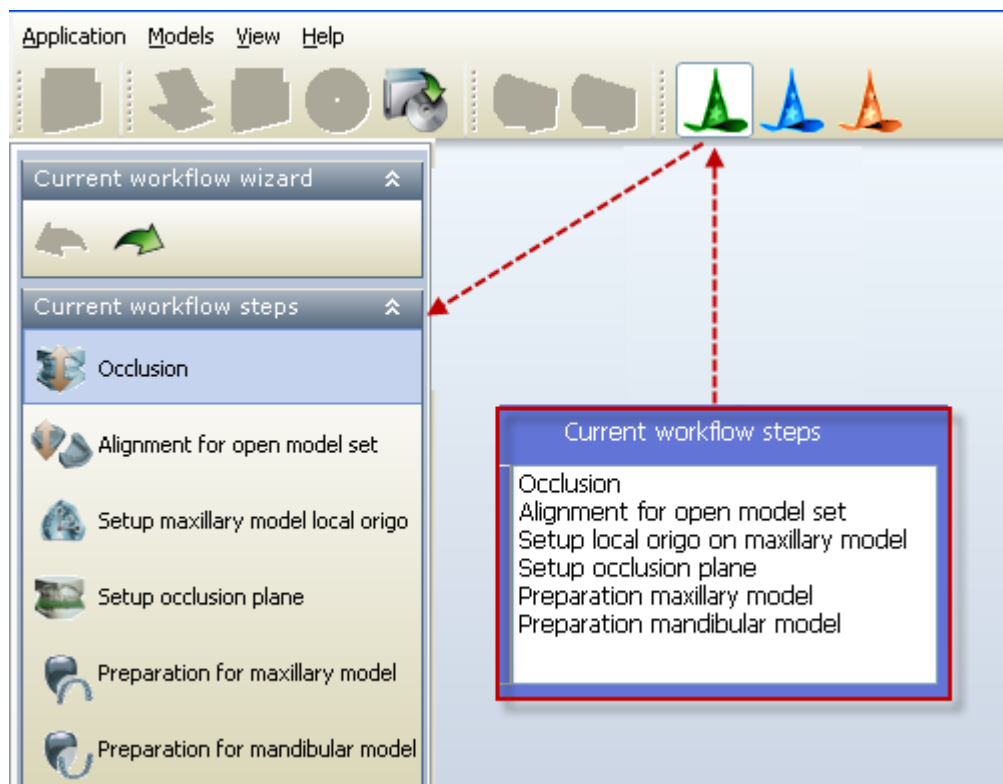 Application Models View Help
Current workflow wizard
Current workflow steps
Occlusion
Alignment for open model set
Setup maxillary model local origo
Setup occlusion plane
Preparation for maxillary model
Preparation for mandibular model
Current workflow steps
Occlusion
Alignment for open model set
Setup local origo on maxillary model
Setup occlusion plane
Preparation maxillary model
Preparation mandibular model